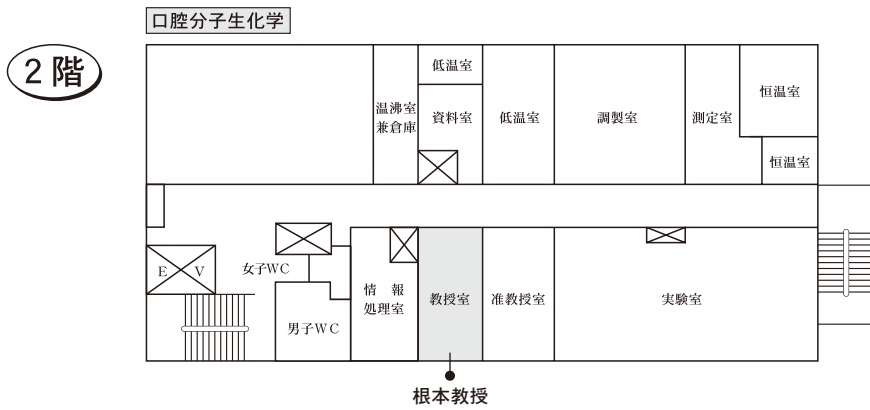 口腔分子生化学
2階
低温室
温沸室
兼倉庫
資料室
低温室
調製室
測定室
恒温室
恒温室
EV
女子WC
男子WC
情報
処理室
教授室
准教授室
実験室
根本教授